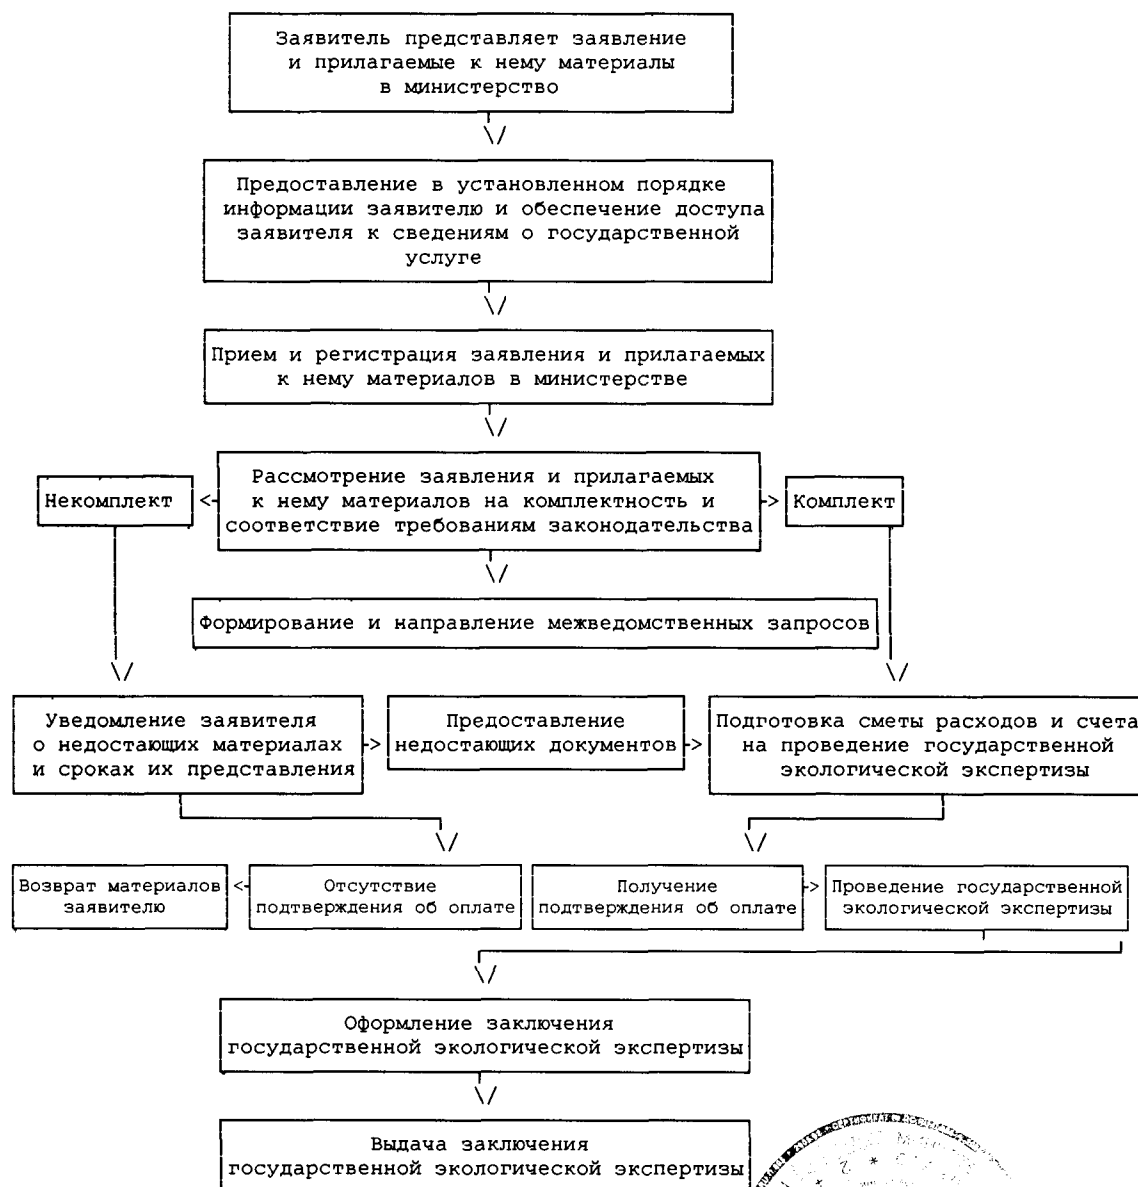 Заявитель представляет заявление
и прилагаемые к нему материалы
в министерство
Предоставление в установленном порядке
информации заявителю и обеспечение доступа
заявителя к сведениям о государственной
услуге
Прием и регистрация заявления и прилагаемых
к нему материалов в министерстве
Некомплект
Рассмотрение заявления и прилагаемых
к нему материалов на комплектность и
соответствие требованиям законодательства
Комплект
Формирование и направление межведомственных запросов
Уведомление заявителя
о недостающих материалах
и сроках их представления
Предоставление
недостающих документов
Подготовка сметы расходов и счета
на проведение государственной
экологической экспертизы
Возврат материалов
заявителю
Отсутствие
подтверждения об оплате
Получение
подтверждения об оплате
Проведение государственной
экологической экспертизы
Оформление заключения
государственной экологической экспертизы
Выдача заключения
государственной экологической экспертизы